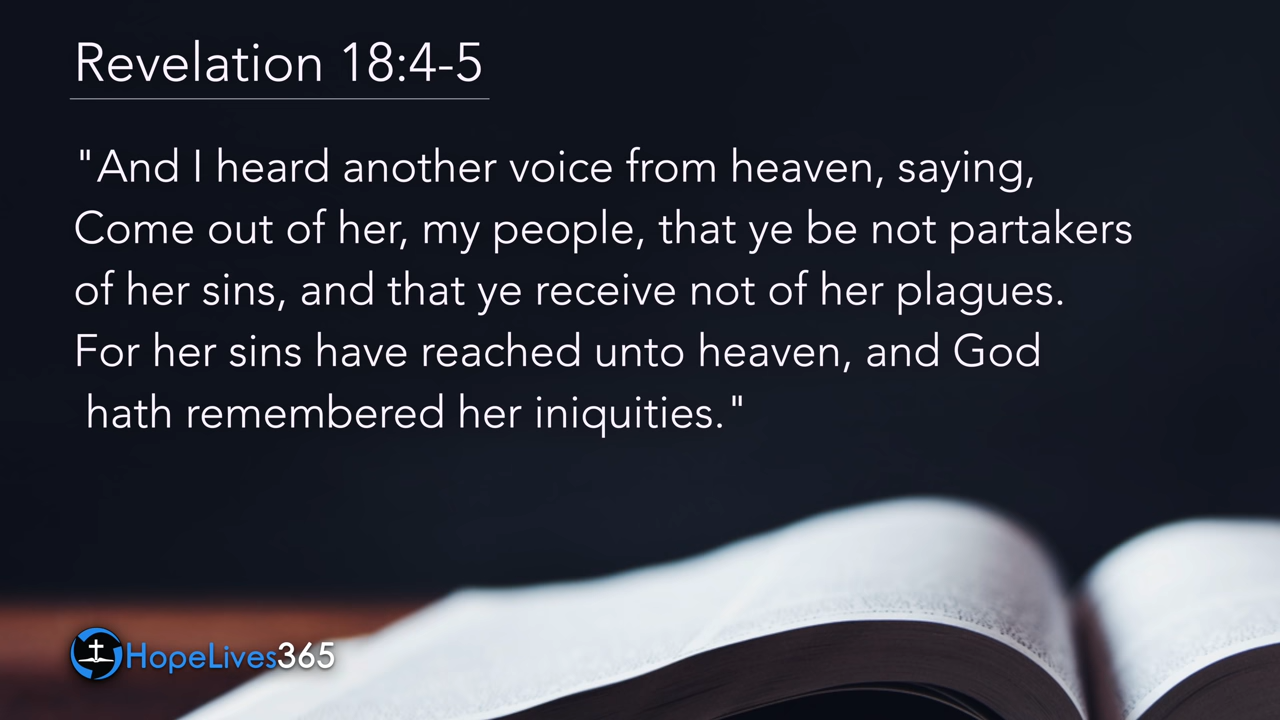 Revelation 18:4-5
"And I heard another voice from heaven, saying,
Come out of her, my people, that ye be not partakers
of her sins, and that ye receive not of her plagues.
For her sins have reached unto heaven, and God
hath remembered her iniquities."
HopeLives365